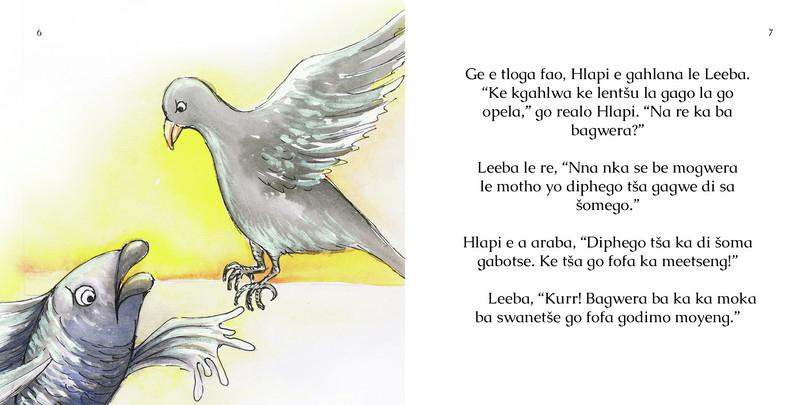 6
7
Ge e tloga fao, Hlapi e gahlana le Leeba.
“Ke kgahlwa ke lentšu la gago la go
opela,” go realo Hlapi. “Na re ka ba
bagwera?”
Leeba le re, “Nna nka se be mogwera
le motho yo diphego tša gagwe di sa
šomego.”
Hlapi e a araba, “Diphego tša ka di šoma
gabotse. Ke tša go fofa ka meetseng!”
Leeba, “Kurr! Bagwera ba ka ka moka
ba swanetše go fofa godimo moyeng.”